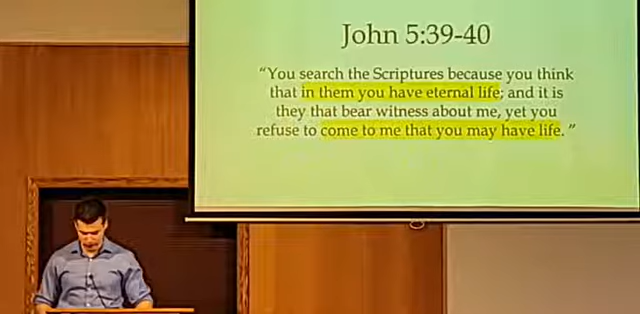 John 5:39-40
“You search the Scriptures because you think
that in them you have eternal life; and it is
they that bear witness about me, yet you
refuse to come to me that you may have life. ”